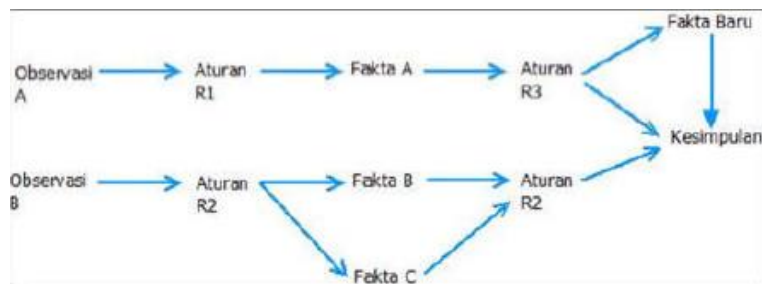 Fakta Baru
Observasi
A
Aturan
R1
Fakta A
Aturan
R3
Kesimpulan
Observasi
B
Aturan
R2
Fakta B
Aturan
R2
Fakta C